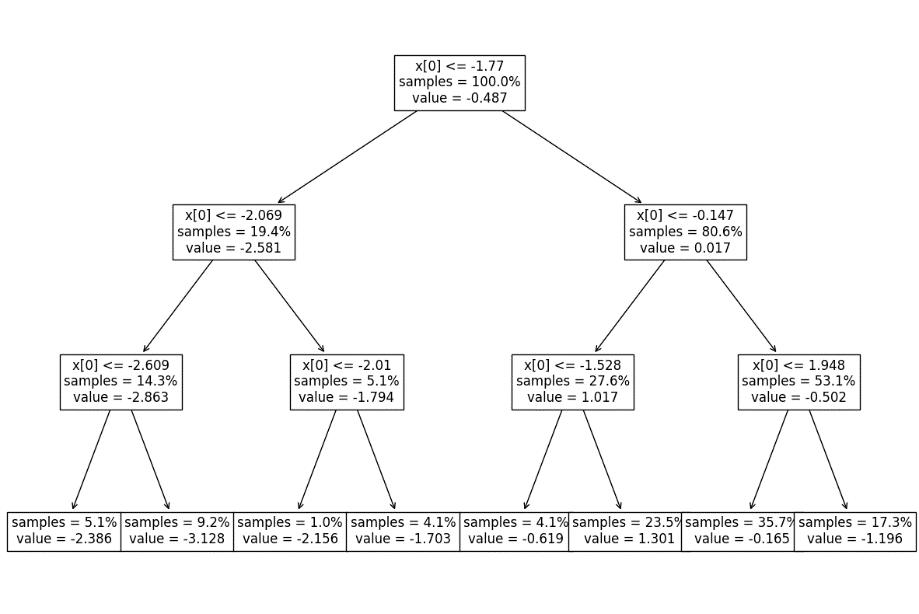 x[0] <= -1.77
samples = 100.0%
value = -0.487
x[0] <= -2.069
samples = 19.4%
value = -2.581
x[0] <= -0.147
samples = 80.6%
value = 0.017
x[0] <= -2.609
samples = 14.3%
value = -2.863
x[0] <= -2.01
samples = 5.1%
value = -1.794
x[0] <= -1.528
samples = 27.6%
value = 1.017
x[0] <= 1.948
samples = 53.1%
value = -0.502
samples = 5.1%
value = -2.386
samples = 9.2%
value = -3.128
samples = 1.0%
value = -2.156
samples = 4.1%
value = -1.703
samples = 4.1%
value = -0.619
samples = 23.5%
value = 1.301
samples = 35.7%
value = -0.165
samples = 17.3%
value = -1.196